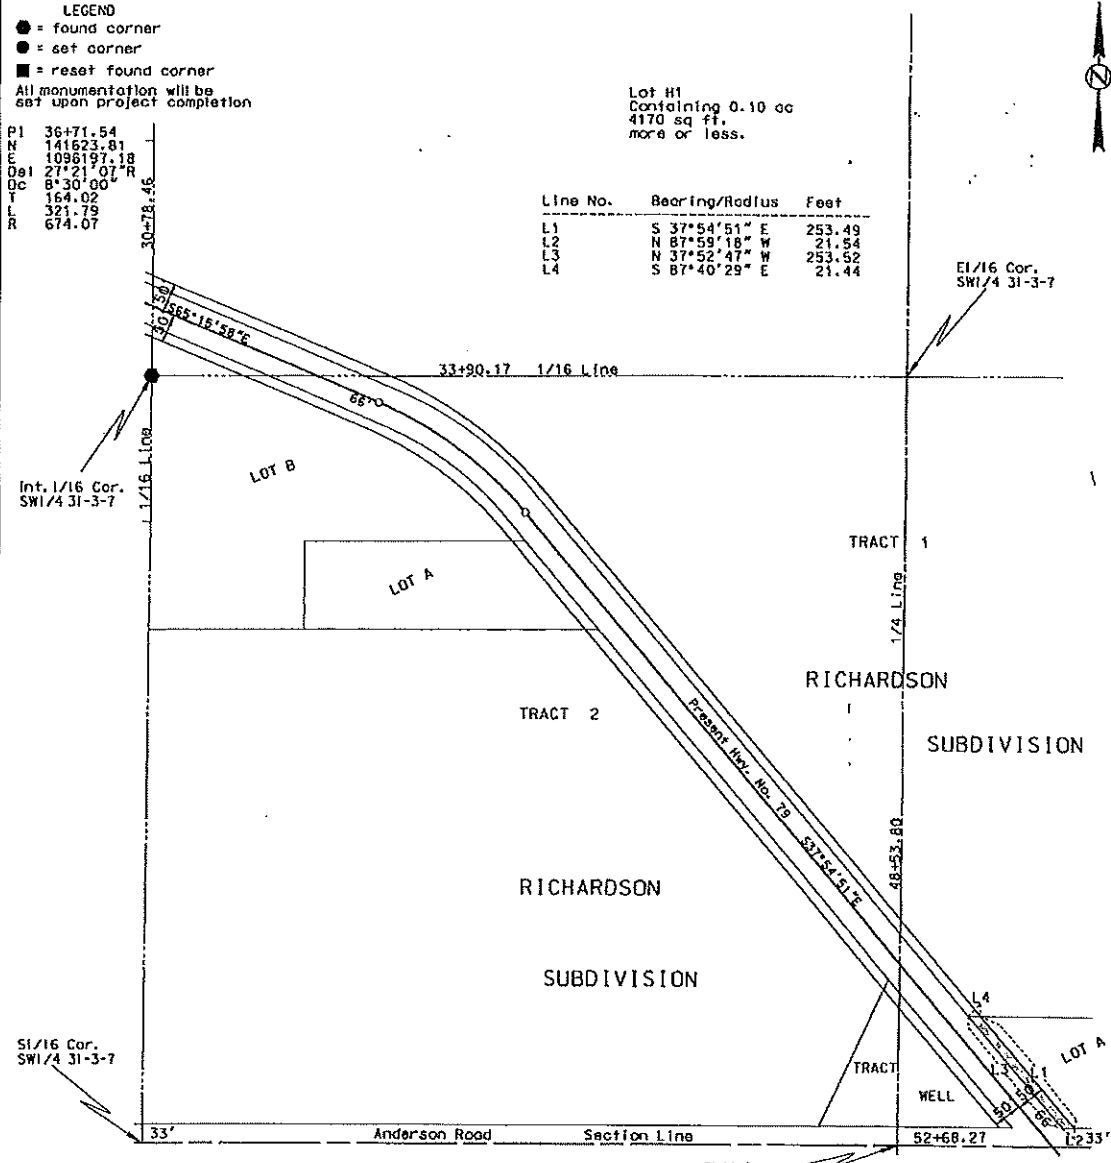 LEGEND
= found corner
= set corner
= reset found corner
All monumentation will be
set upon project completion
PI 36+71.54
N 141623.81
E 1096197.18
Del 27°21'07"R
Dc 8°30'00"
T 164.02
L 321.79
R 674.07
30+78.46
Lot H1
Containing 0.10 ac
4170 sq ft.
more or less.
N
Line No. Bearing/Radius Feet
L1 S 37°54'51" E 253.49
L2 N 87°59'18" W 21.54
L3 N 37°52'47" W 253.52
L4 S 87°40'29" E 21.44
E1/16 Cor.
SW1/4 31-3-7
50' 50'
S65°15'58"E
33+90.17 1/16 Line
66'
Int. 1/16 Cor.
SW1/4 31-3-7
1/16 Line
LOT B
LOT A
TRACT 1
1/4 Line
RICHARDSON
SUBDIVISION
TRACT 2
Present Hwy. No. 79
S37°54'51"E
48+53.80
RICHARDSON
SUBDIVISION
L4
LOT A
L3 L1
S1/16 Cor.
SW1/4 31-3-7
TRACT
WELL
50' 50' 66'
33' Anderson Road Section Line 52+68.27 L2 33'